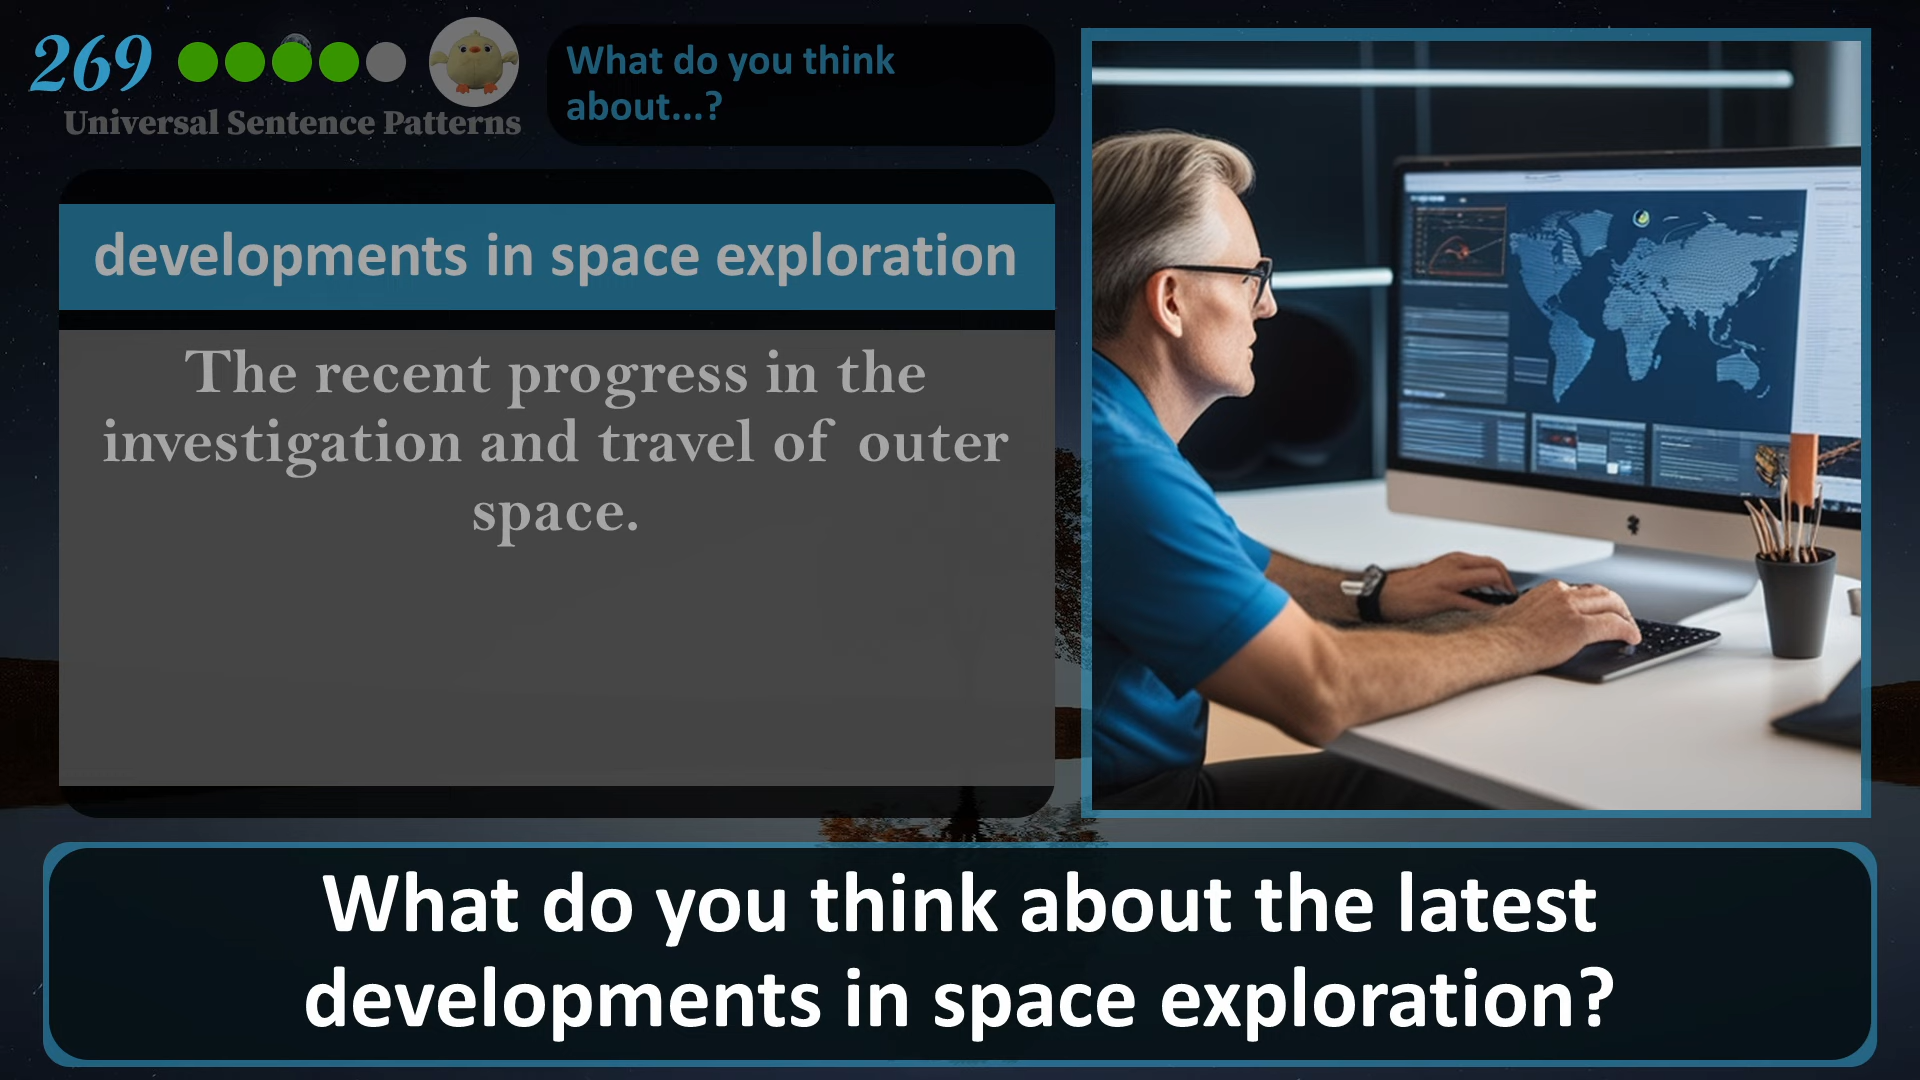 269
Universal Sentence Patterns
What do you think
about...?
developments in space exploration
The recent progress in the
investigation and travel of outer
space.
What do you think about the latest
developments in space exploration?